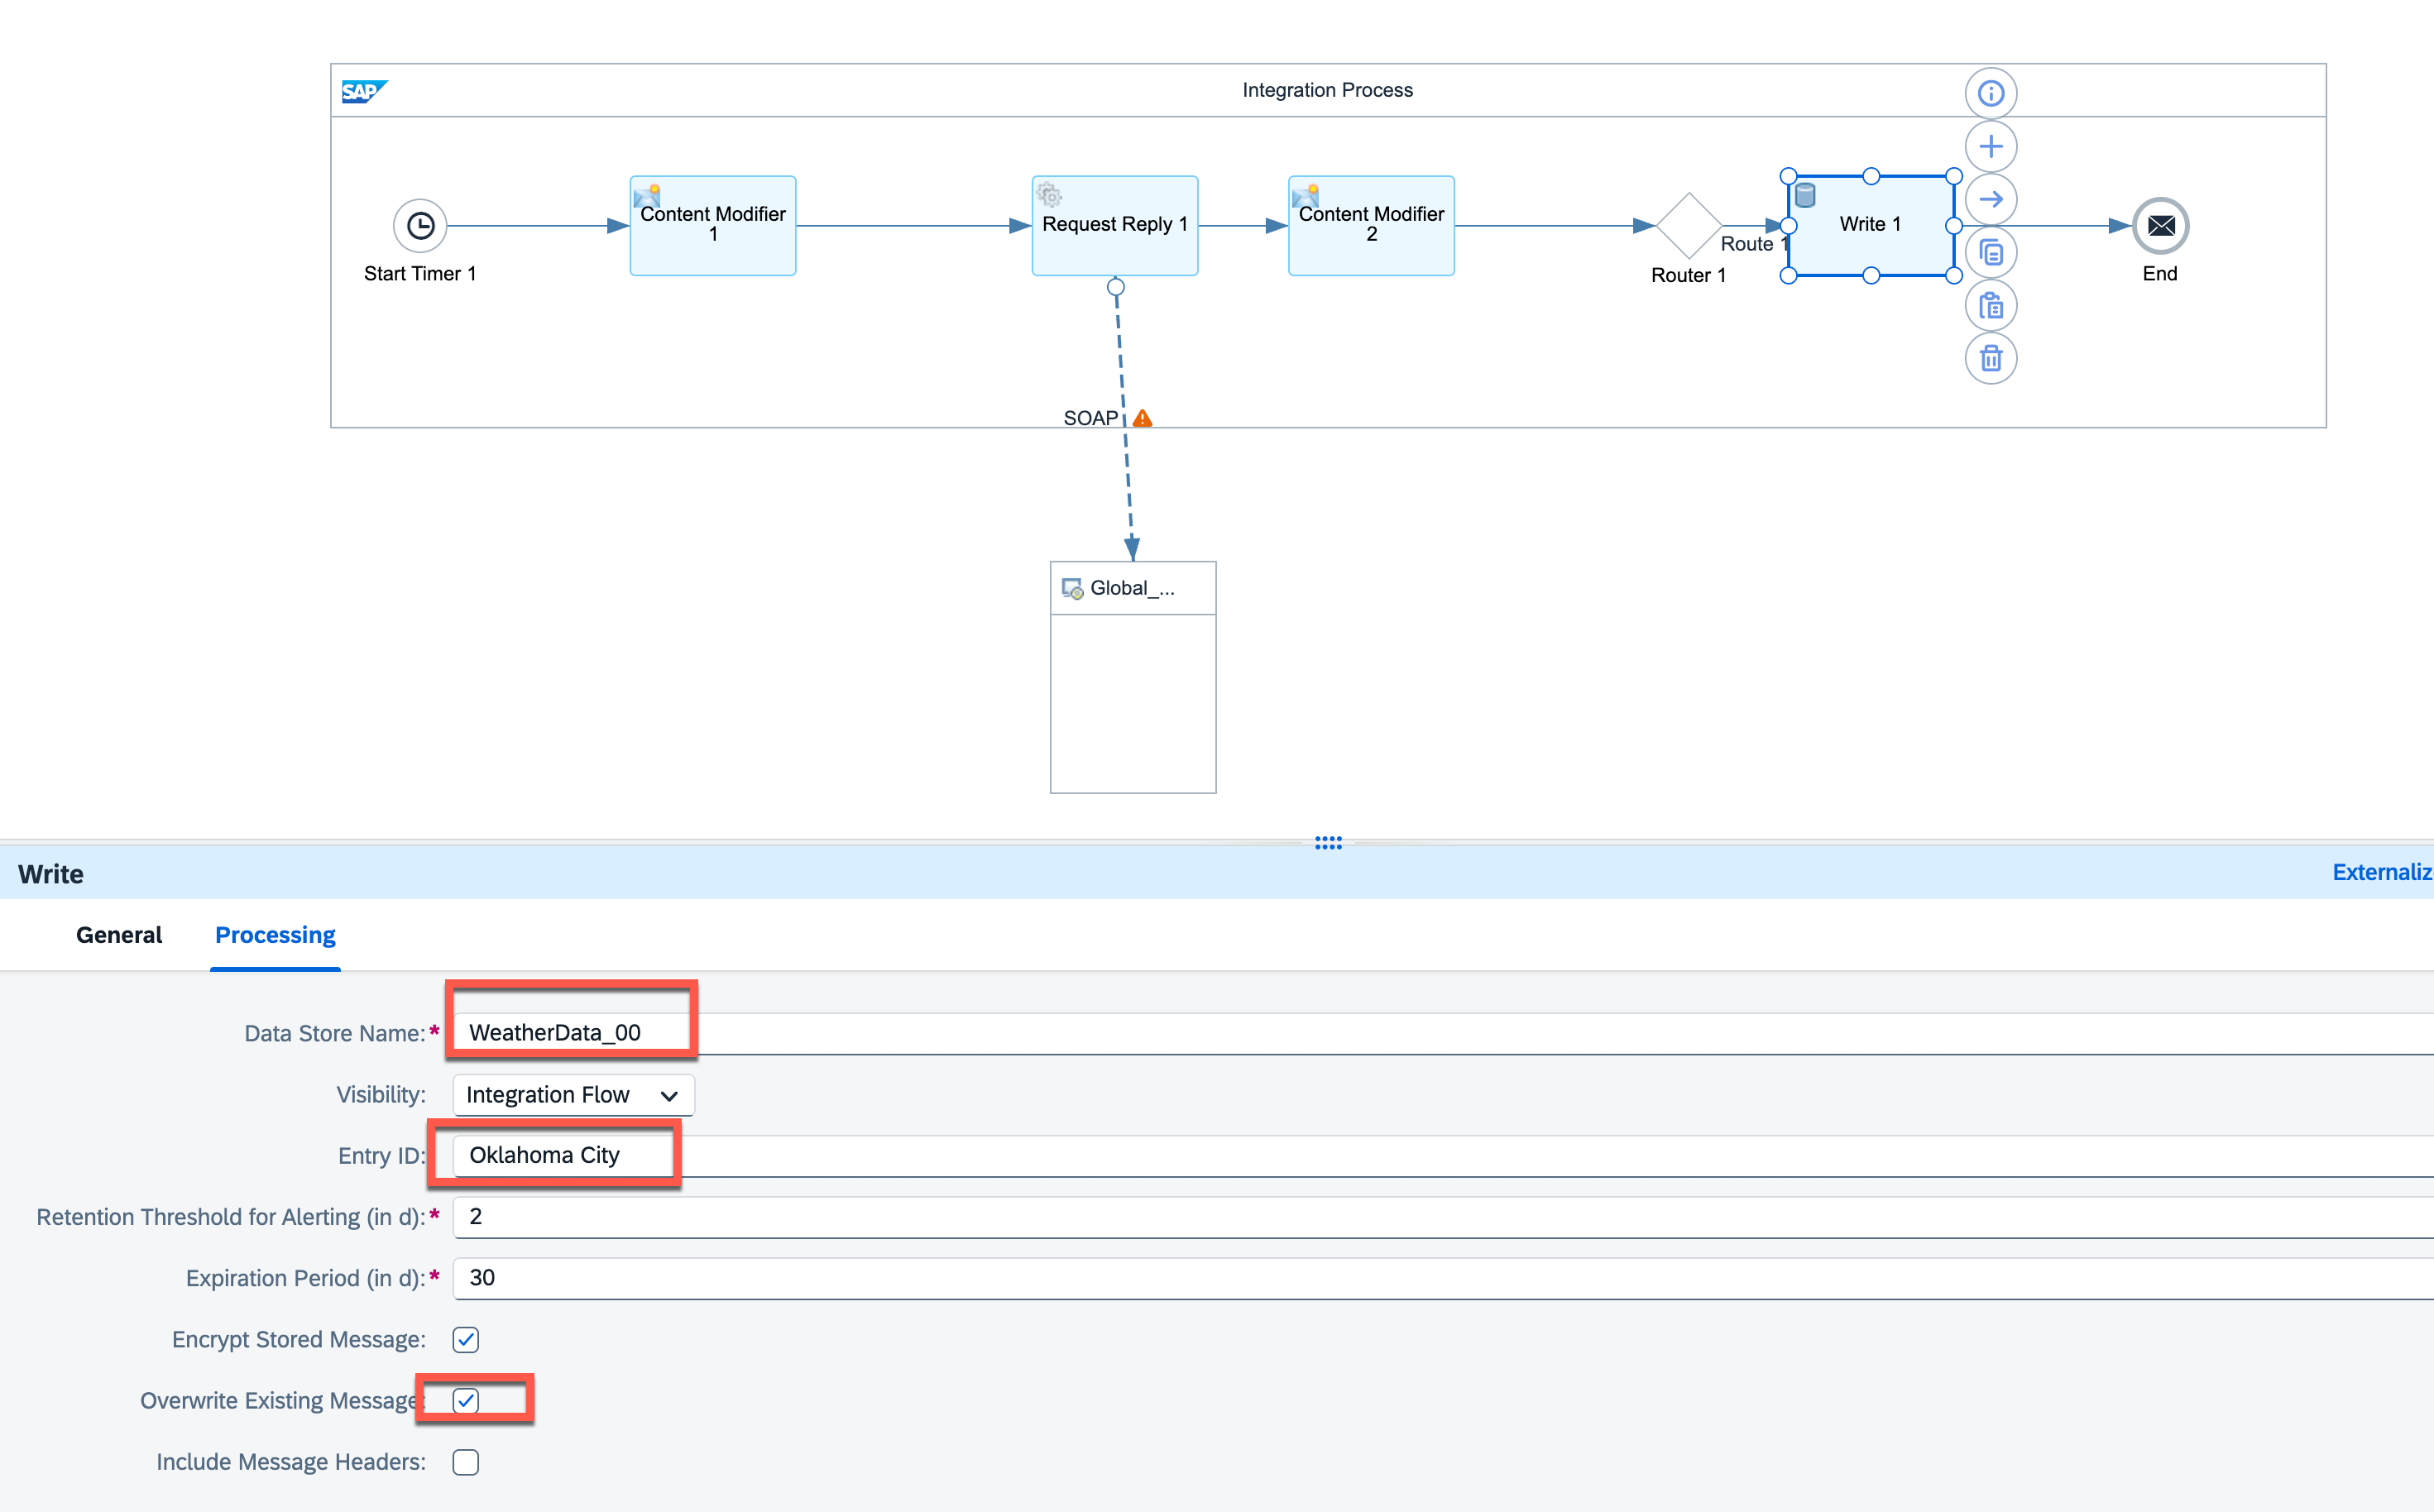 SAP
Integration Process
Content Modifier
1
Request Reply 1
Content Modifier
2
Route 1
Write 1
Start Timer 1
Router 1
End
SOAP
Global_...
Write
Externaliz
General
Processing
Data Store Name:* WeatherData_00
Visibility: Integration Flow
Entry ID: Oklahoma City
Retention Threshold for Alerting (in d):* 2
Expiration Period (in d):* 30
Encrypt Stored Message:
Overwrite Existing Message:
Include Message Headers: